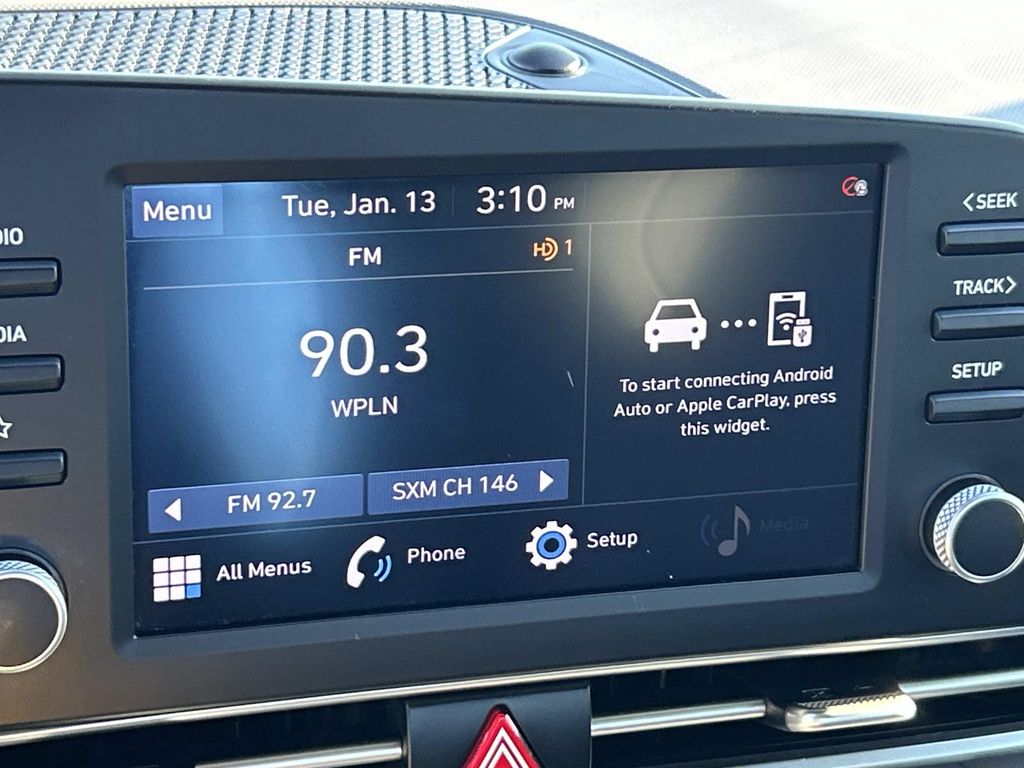 Menu
Tue, Jan. 13
3:10 PM
FM
HD 1
90.3
WPLN
FM 92.7
SXM CH 146
To start connecting Android
Auto or Apple CarPlay, press
this widget.
All Menus
Phone
Setup
Media
SEEK
TRACK
SETUP